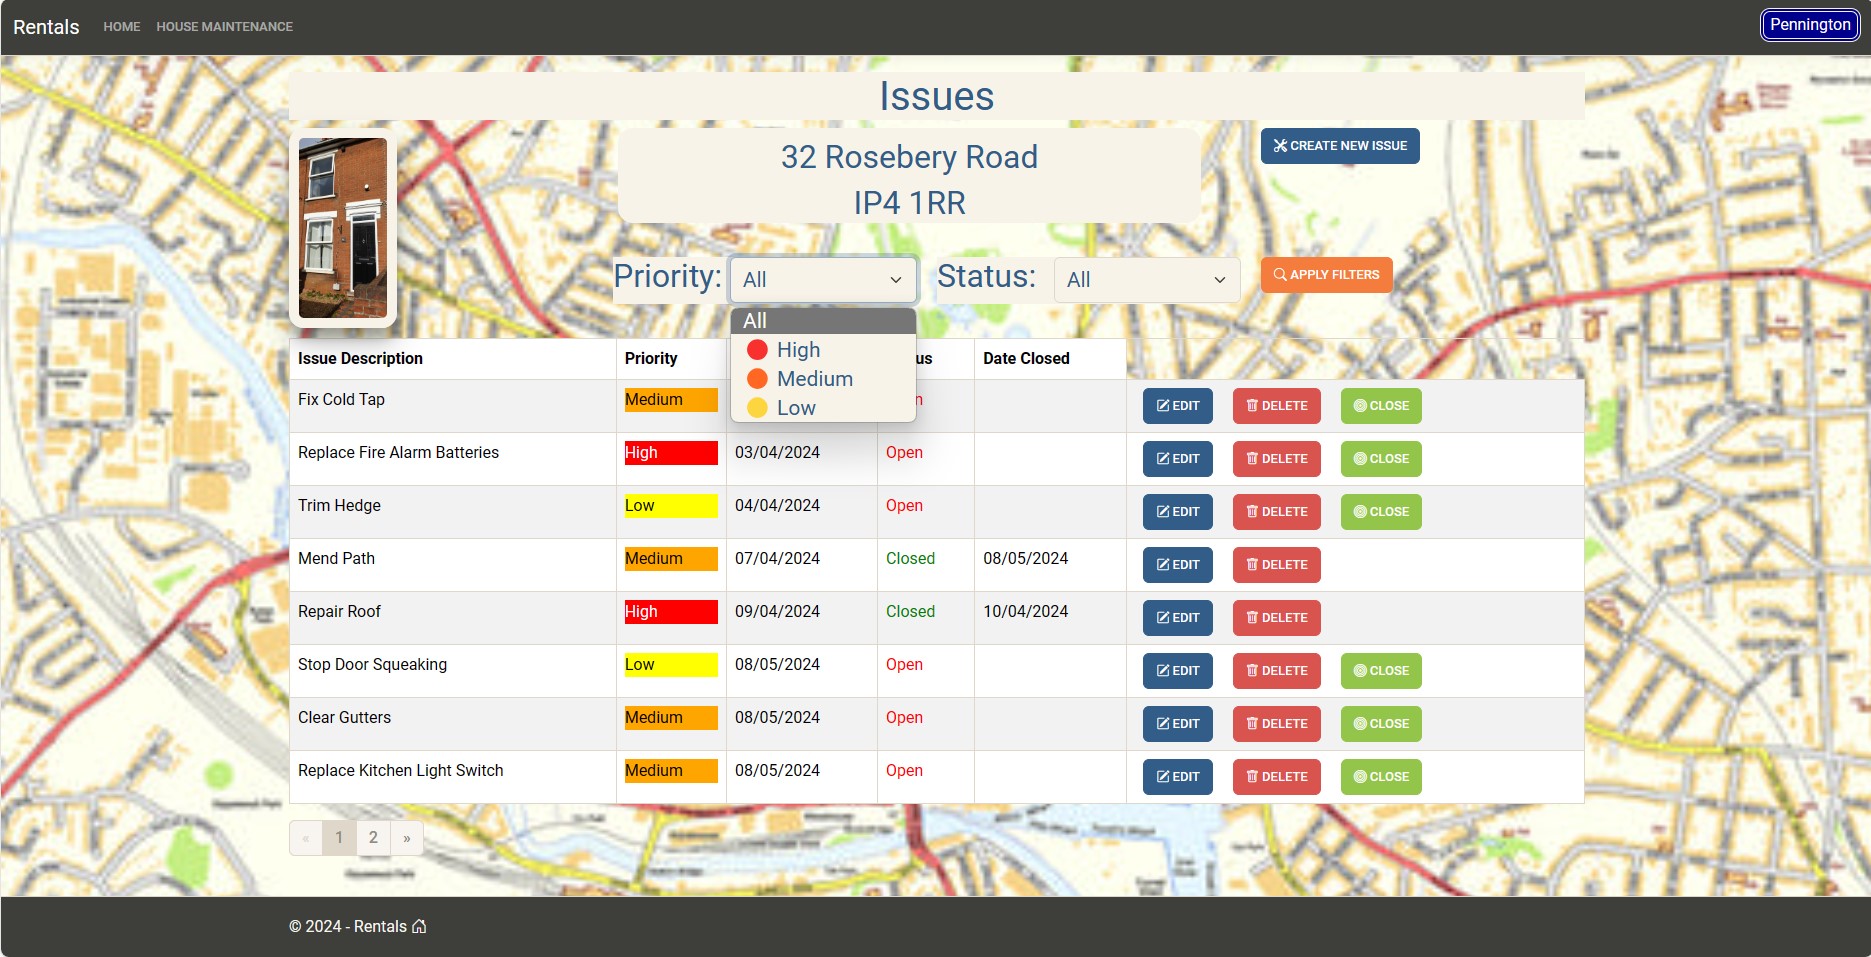 Rentals HOME HOUSE MAINTENANCE Pennington
Issues
32 Rosebery Road
IP4 1RR
CREATE NEW ISSUE
Priority: All Status: All APPLY FILTERS
All
High
Medium
Low
Issue Description Priority us Date Closed
Fix Cold Tap Medium n EDIT DELETE CLOSE
Replace Fire Alarm Batteries High 03/04/2024 Open EDIT DELETE CLOSE
Trim Hedge Low 04/04/2024 Open EDIT DELETE CLOSE
Mend Path Medium 07/04/2024 Closed 08/05/2024 EDIT DELETE
Repair Roof High 09/04/2024 Closed 10/04/2024 EDIT DELETE
Stop Door Squeaking Low 08/05/2024 Open EDIT DELETE CLOSE
Clear Gutters Medium 08/05/2024 Open EDIT DELETE CLOSE
Replace Kitchen Light Switch Medium 08/05/2024 Open EDIT DELETE CLOSE
« 1 2 »
© 2024 - Rentals